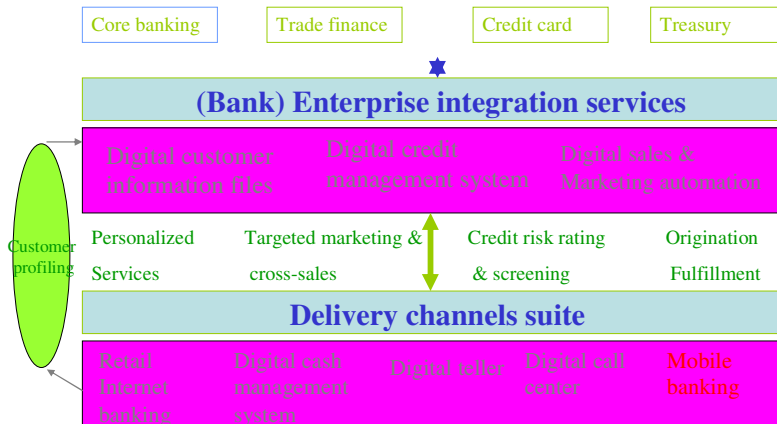 Core banking
Trade finance
Credit card
Treasury
(Bank) Enterprise integration services
Digital customer
information files
Digital credit
management system
Digital sales &
Marketing automation
Customer
profiling
Personalized
Services
Targeted marketing &
cross-sales
Credit risk rating
& screening
Origination
Fulfillment
Delivery channels suite
Retail
Internet
banking
Digital cash
management
system
Digital teller
Digital call
center
Mobile
banking